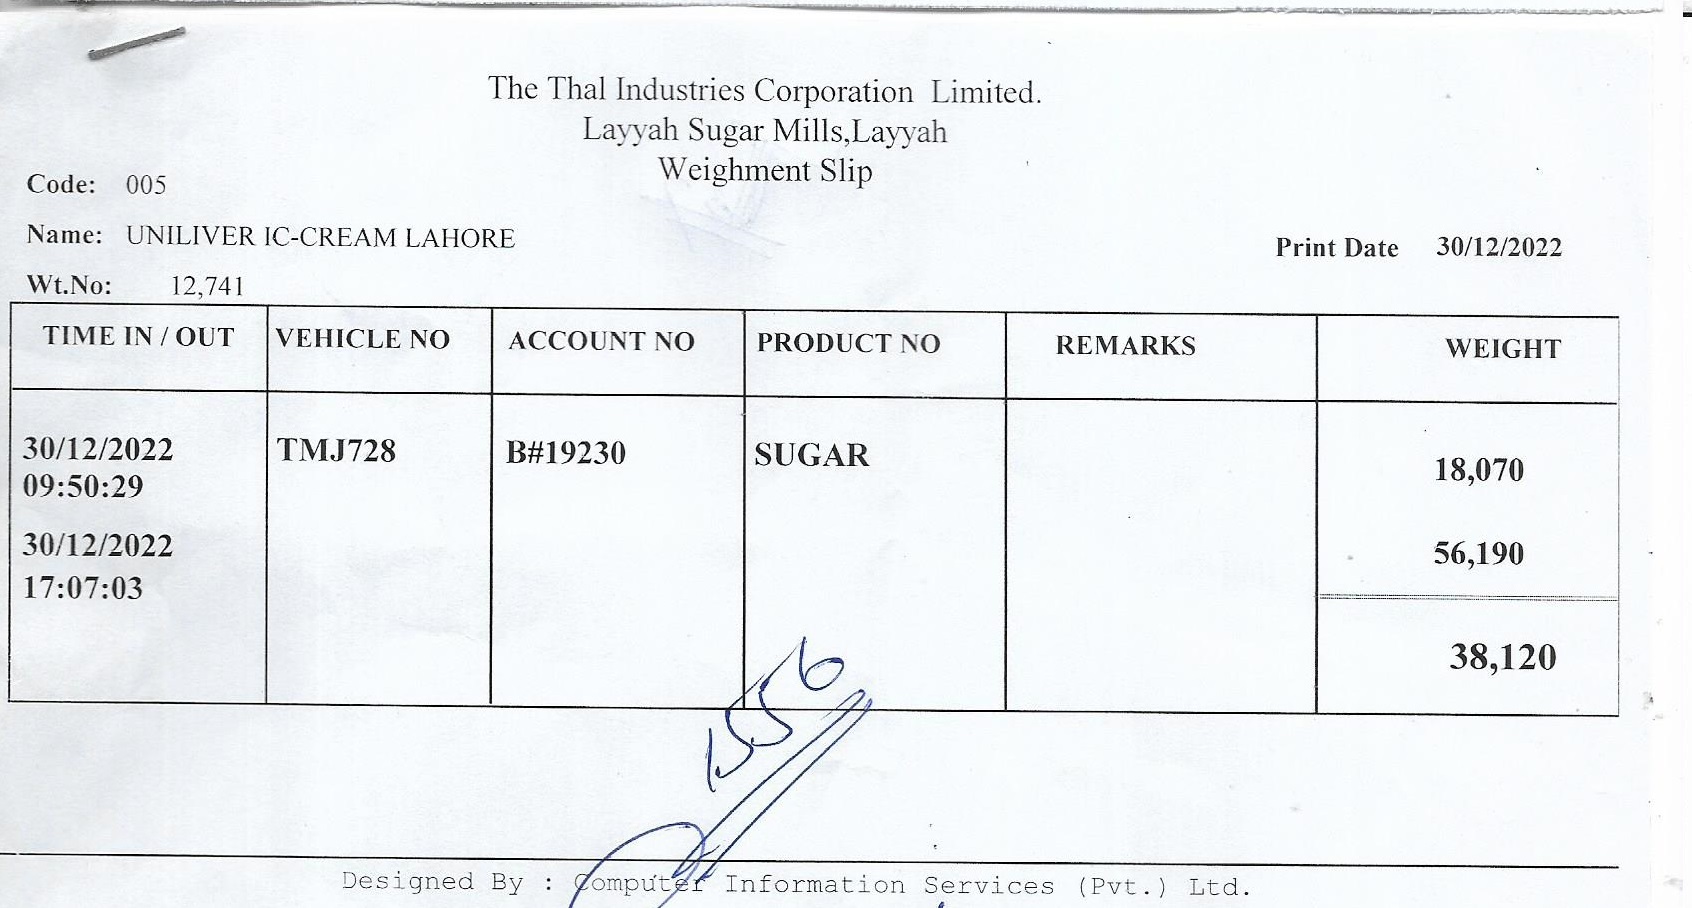 The Thal Industries Corporation Limited.
Layyah Sugar Mills,Layyah
Weighment Slip
Code: 005
Name: UNILIVER IC-CREAM LAHORE
Print Date 30/12/2022
Wt.No: 12,741
TIME IN / OUT VEHICLE NO ACCOUNT NO PRODUCT NO REMARKS WEIGHT
30/12/2022 TMJ728 B#19230 SUGAR 18,070
09:50:29
30/12/2022 56,190
17:07:03
38,120
1556
Designed By : Computer Information Services (Pvt.) Ltd.